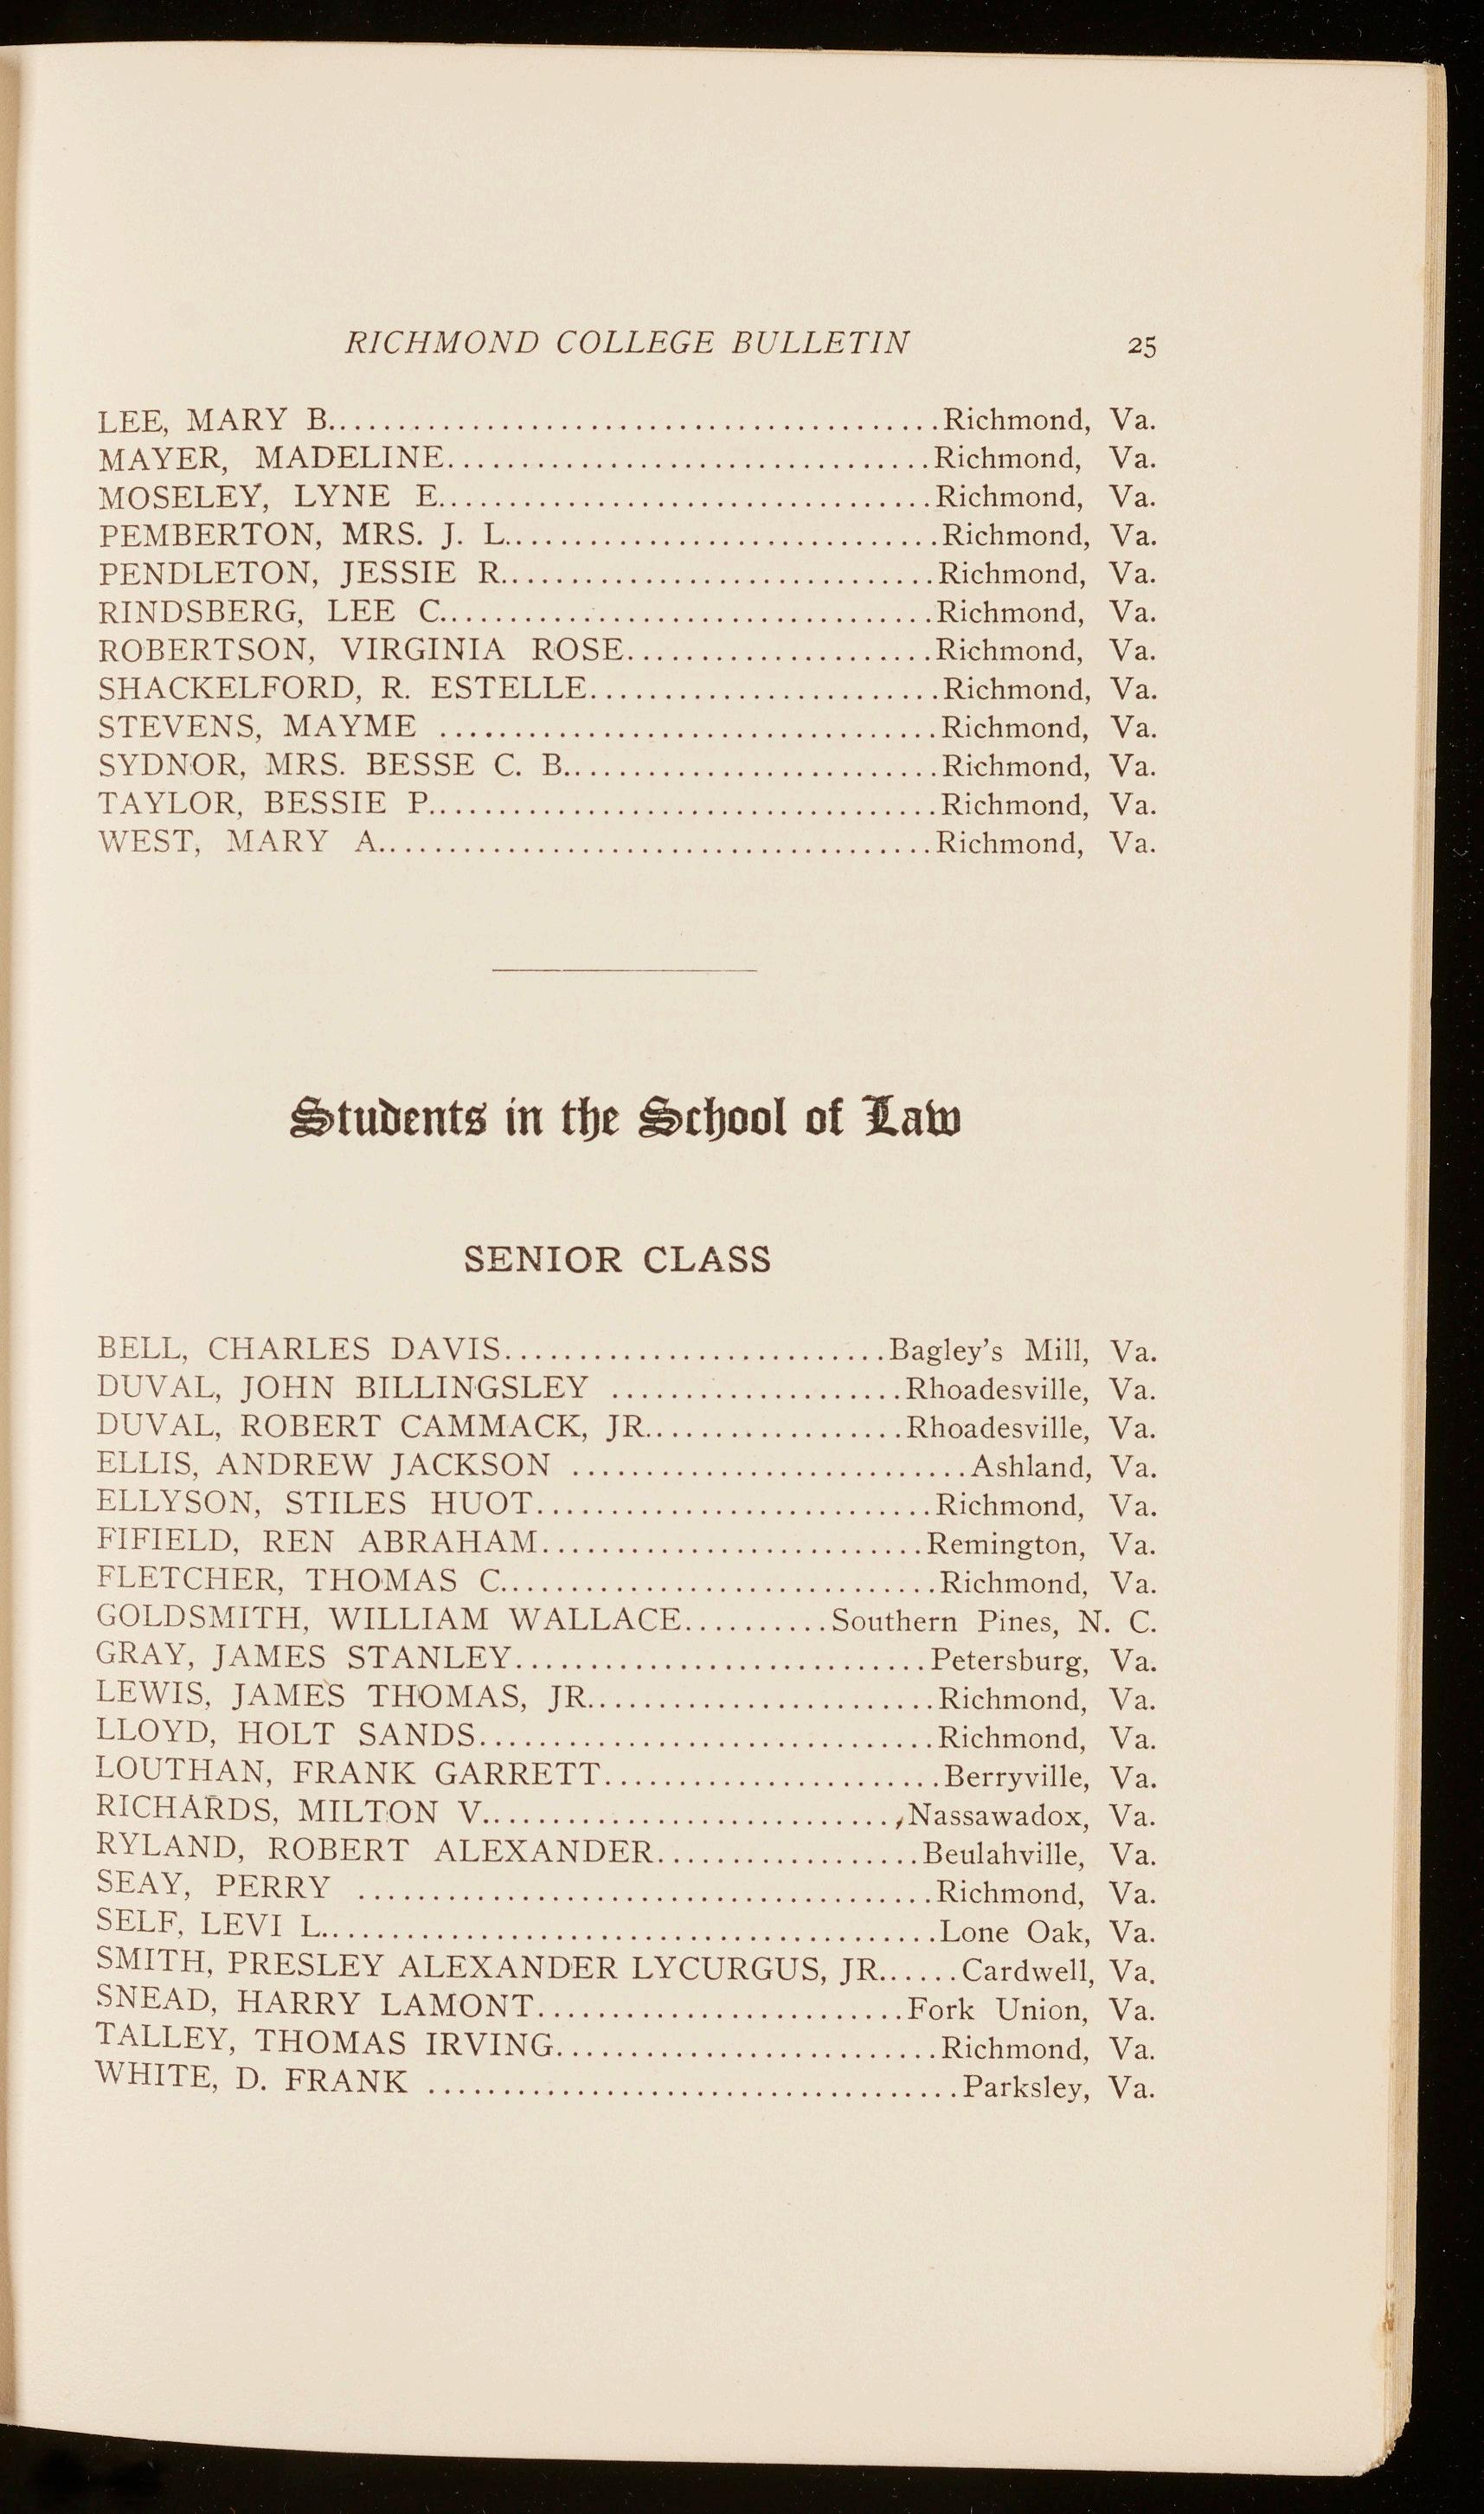 RICHMOND COLLEGE BULLETIN 25
LEE, MARY B.......................................... Richmond, Va.
MAYER, MADELINE.................................. Richmond, Va.
MOSELEY, LYNE E................................... Richmond, Va.
PEMBERTON, MRS. J. L.............................. Richmond, Va.
PENDLETON, JESSIE R.............................. Richmond, Va.
RINDSBERG, LEE C.................................. Richmond, Va.
ROBERTSON, VIRGINIA ROSE..................... Richmond, Va.
SHACKELFORD, R. ESTELLE........................ Richmond, Va.
STEVENS, MAYME .................................. Richmond, Va.
SYDNOR, MRS. BESSE C. B.......................... Richmond, Va.
TAYLOR, BESSIE P.................................... Richmond, Va.
WEST, MARY A....................................... Richmond, Va.
Students in the School of Law
SENIOR CLASS
BELL, CHARLES DAVIS.......................... Bagley's Mill, Va.
DUVAL, JOHN BILLINGSLEY .................... Rhoadesville, Va.
DUVAL, ROBERT CAMMACK, JR.................. Rhoadesville, Va.
ELLIS, ANDREW JACKSON ........................... Ashland, Va.
ELLYSON, STILES HUOT........................... Richmond, Va.
FIFIELD, REN ABRAHAM.......................... Remington, Va.
FLETCHER, THOMAS C.............................. Richmond, Va.
GOLDSMITH, WILLIAM WALLACE.......... Southern Pines, N. C.
GRAY, JAMES STANLEY............................ Petersburg, Va.
LEWIS, JAMES THOMAS, JR........................ Richmond, Va.
LLOYD, HOLT SANDS............................... Richmond, Va.
LOUTHAN, FRANK GARRETT....................... Berryville, Va.
RICHARDS, MILTON V............................. Nassawadox, Va.
RYLAND, ROBERT ALEXANDER.................. Beulahville, Va.
SEAY, PERRY ....................................... Richmond, Va.
SELF, LEVI L.......................................... Lone Oak, Va.
SMITH, PRESLEY ALEXANDER LYCURGUS, JR...... Cardwell, Va.
SNEAD, HARRY LAMONT......................... Fork Union, Va.
TALLEY, THOMAS IRVING.......................... Richmond, Va.
WHITE, D. FRANK .................................... Parksley, Va.